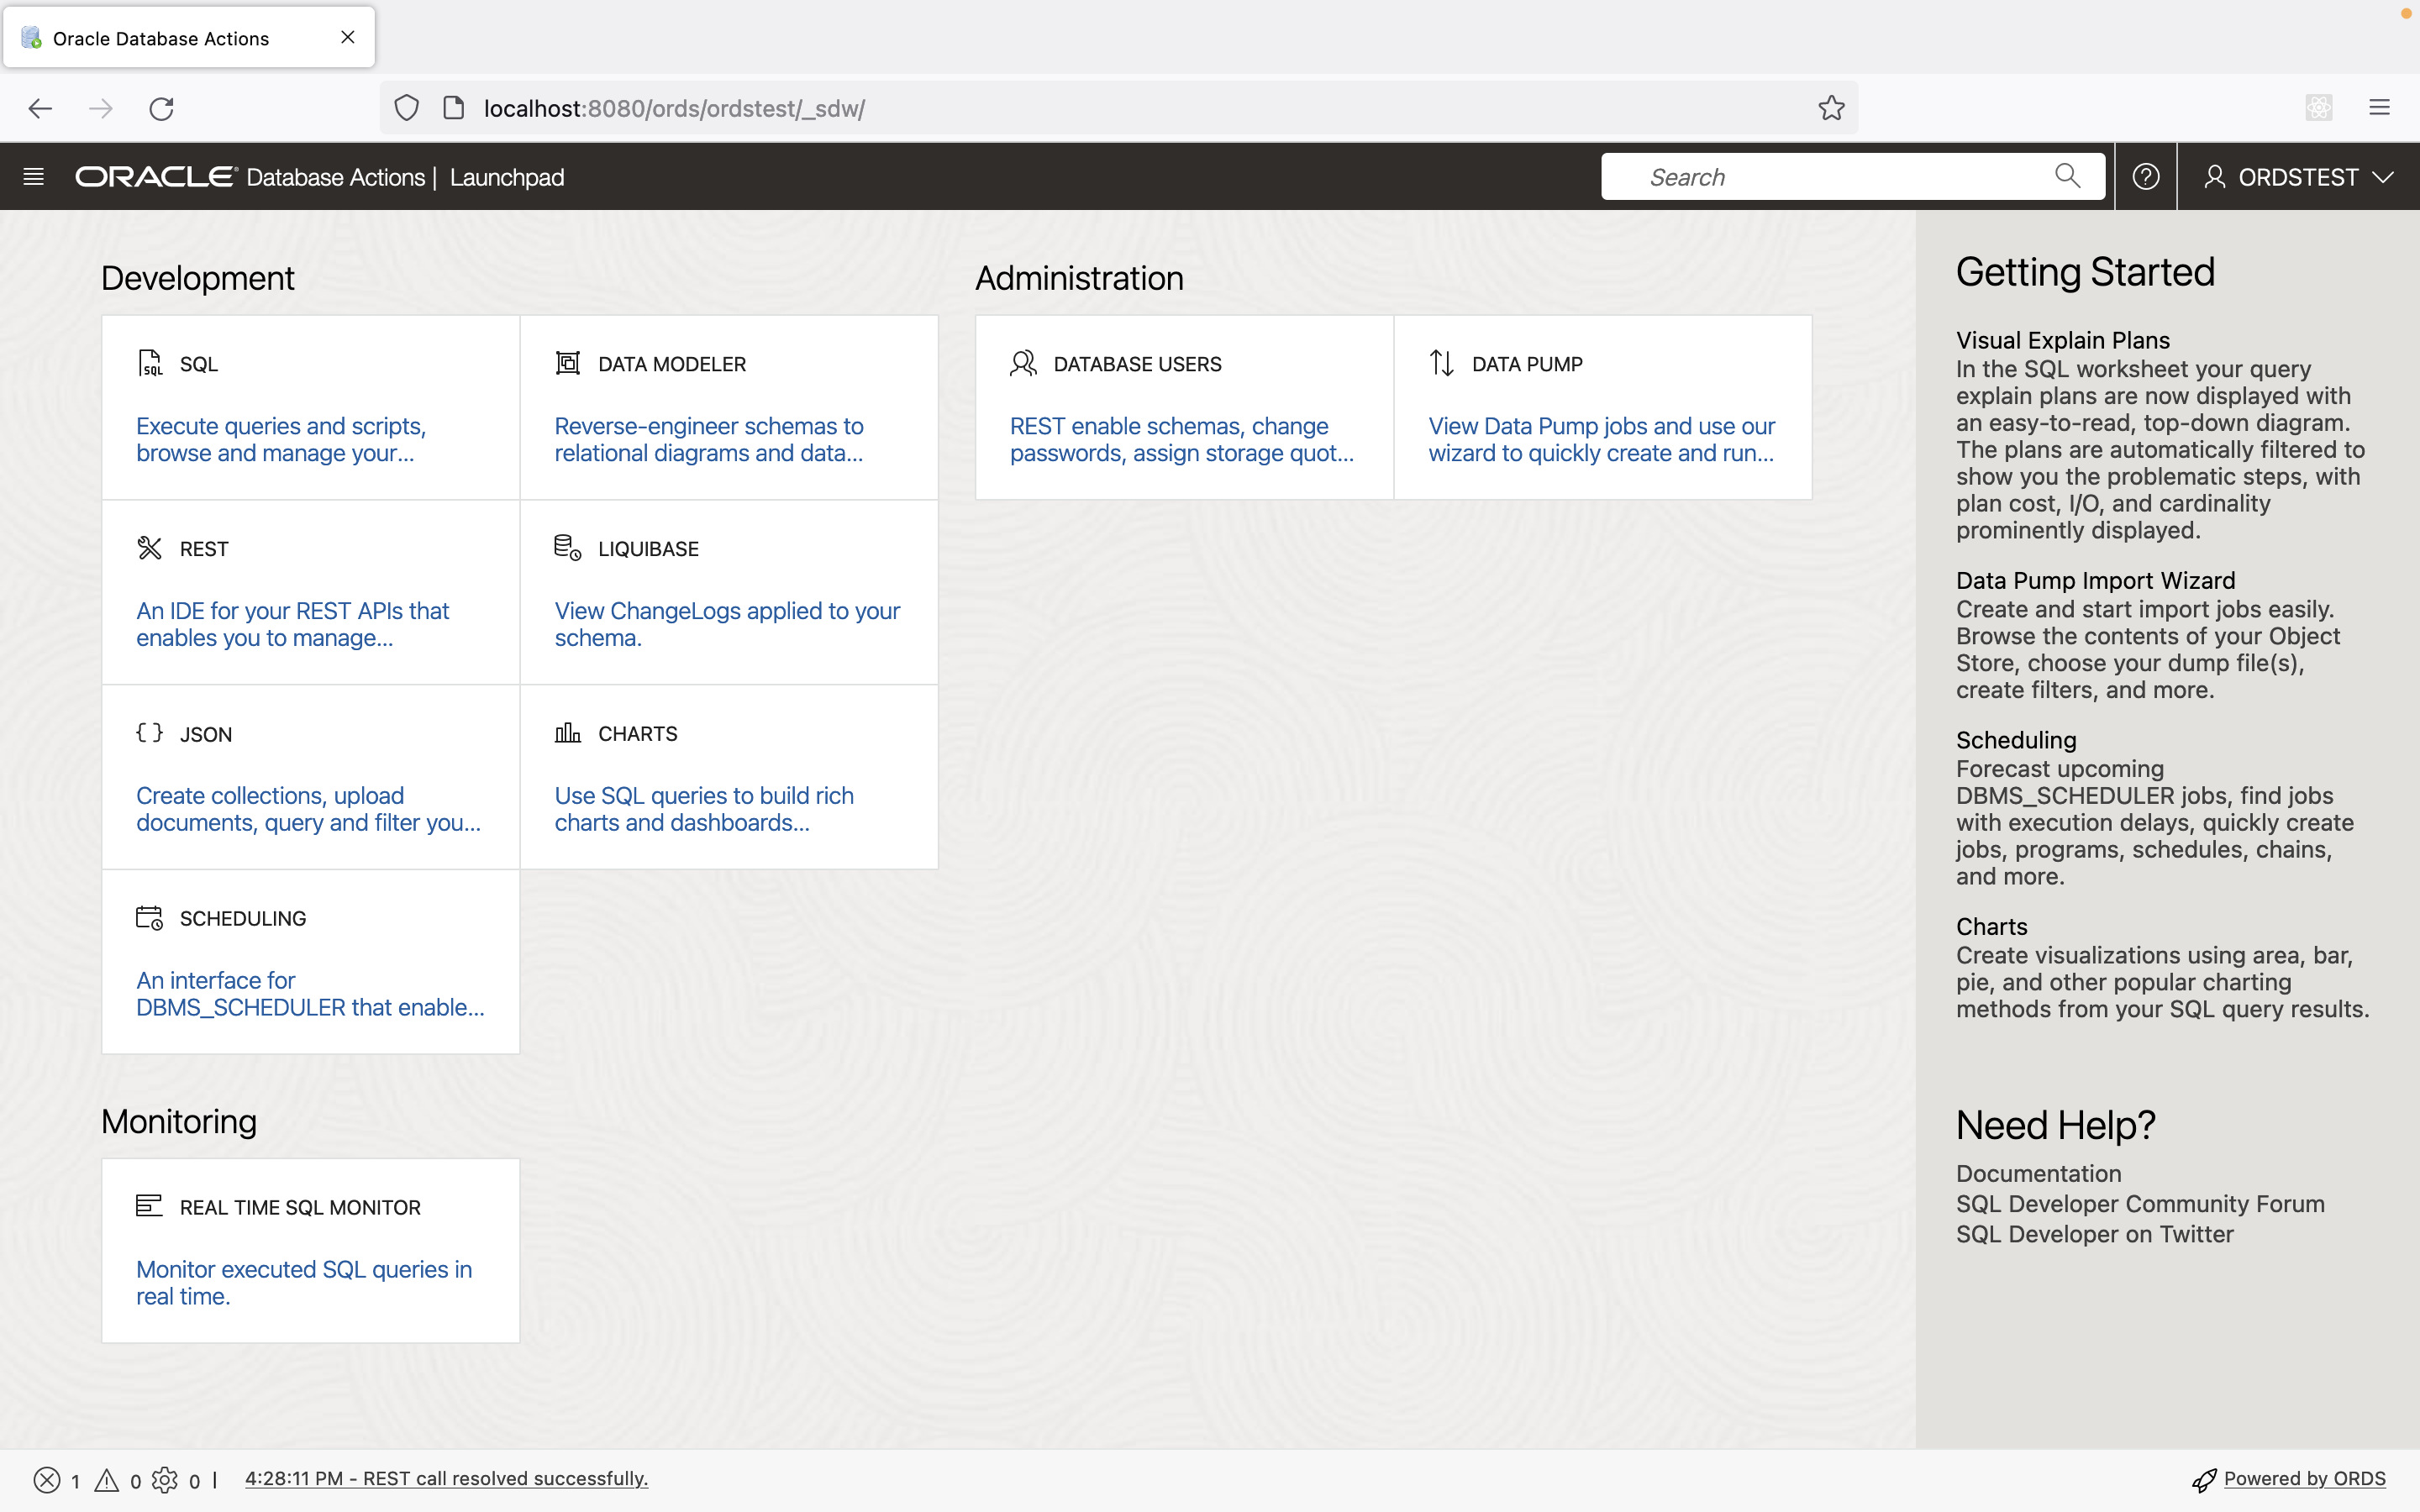 Oracle Database Actions
localhost:8080/ords/ordstest/_sdw/
ORACLE Database Actions | Launchpad
Search
ORDSTEST
Development
SQL
Execute queries and scripts,
browse and manage your...
DATA MODELER
Reverse-engineer schemas to
relational diagrams and data...
REST
An IDE for your REST APIs that
enables you to manage...
LIQUIBASE
View ChangeLogs applied to your
schema.
JSON
Create collections, upload
documents, query and filter you...
CHARTS
Use SQL queries to build rich
charts and dashboards...
SCHEDULING
An interface for
DBMS_SCHEDULER that enable...
Monitoring
REAL TIME SQL MONITOR
Monitor executed SQL queries in
real time.
Administration
DATABASE USERS
REST enable schemas, change
passwords, assign storage quot...
DATA PUMP
View Data Pump jobs and use our
wizard to quickly create and run...
Getting Started
Visual Explain Plans
In the SQL worksheet your query
explain plans are now displayed with
an easy-to-read, top-down diagram.
The plans are automatically filtered to
show you the problematic steps, with
plan cost, I/O, and cardinality
prominently displayed.
Data Pump Import Wizard
Create and start import jobs easily.
Browse the contents of your Object
Store, choose your dump file(s),
create filters, and more.
Scheduling
Forecast upcoming
DBMS_SCHEDULER jobs, find jobs
with execution delays, quickly create
jobs, programs, schedules, chains,
and more.
Charts
Create visualizations using area, bar,
pie, and other popular charting
methods from your SQL query results.
Need Help?
Documentation
SQL Developer Community Forum
SQL Developer on Twitter
1 0 0 | 4:28:11 PM - REST call resolved successfully.
Powered by ORDS